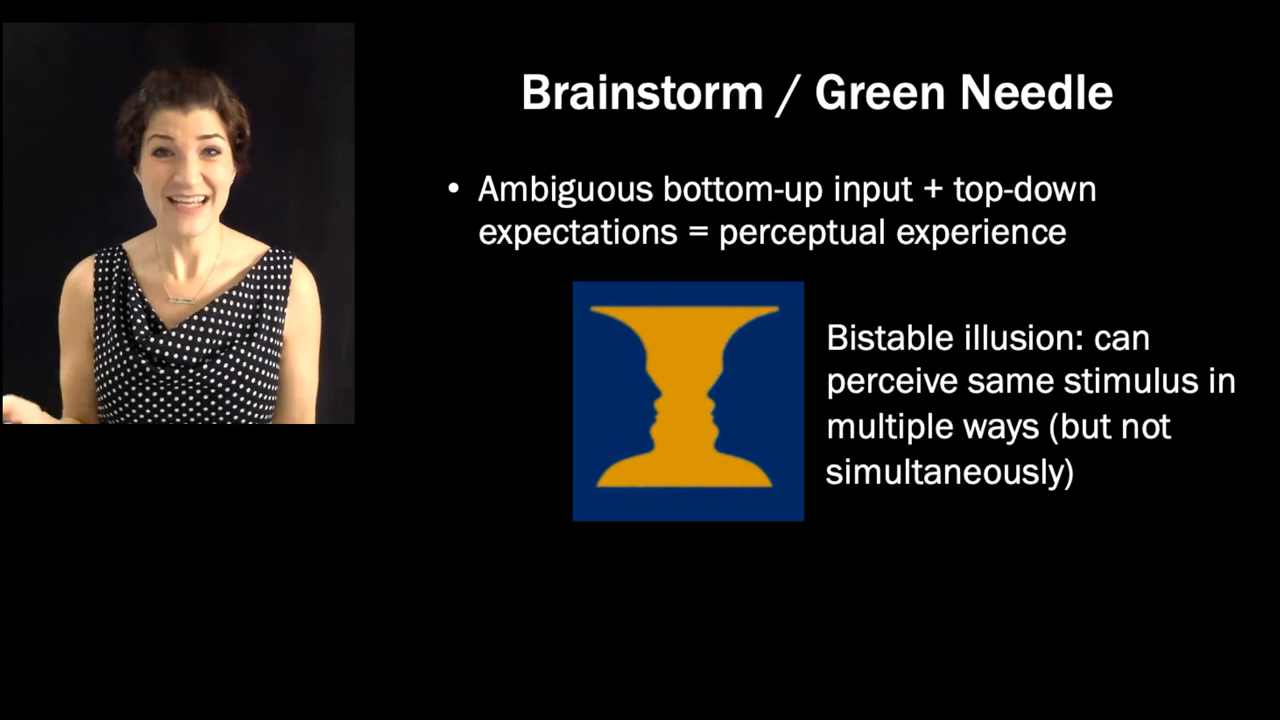 Brainstorm / Green Needle
• Ambiguous bottom-up input + top-down
expectations = perceptual experience
Bistable illusion: can
perceive same stimulus in
multiple ways (but not
simultaneously)